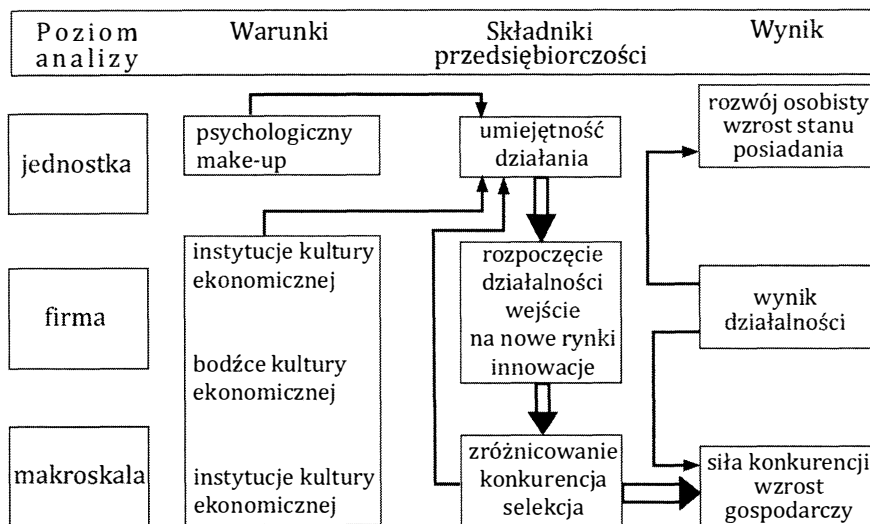 Poziom
analizy
Warunki
Składniki
przedsiębiorczości
Wynik
jednostka
psychologiczny
make-up
umiejętność
działania
rozwój osobisty
wzrost stanu
posiadania
firma
instytucje kultury
ekonomicznej
bodźce kultury
ekonomicznej
instytucje kultury
ekonomicznej
rozpoczęcie
działalności
wejście
na nowe rynki
innowacje
wynik
działalności
makroskala
zróżnicowanie
konkurencja
selekcja
siła konkurencji
wzrost
gospodarczy